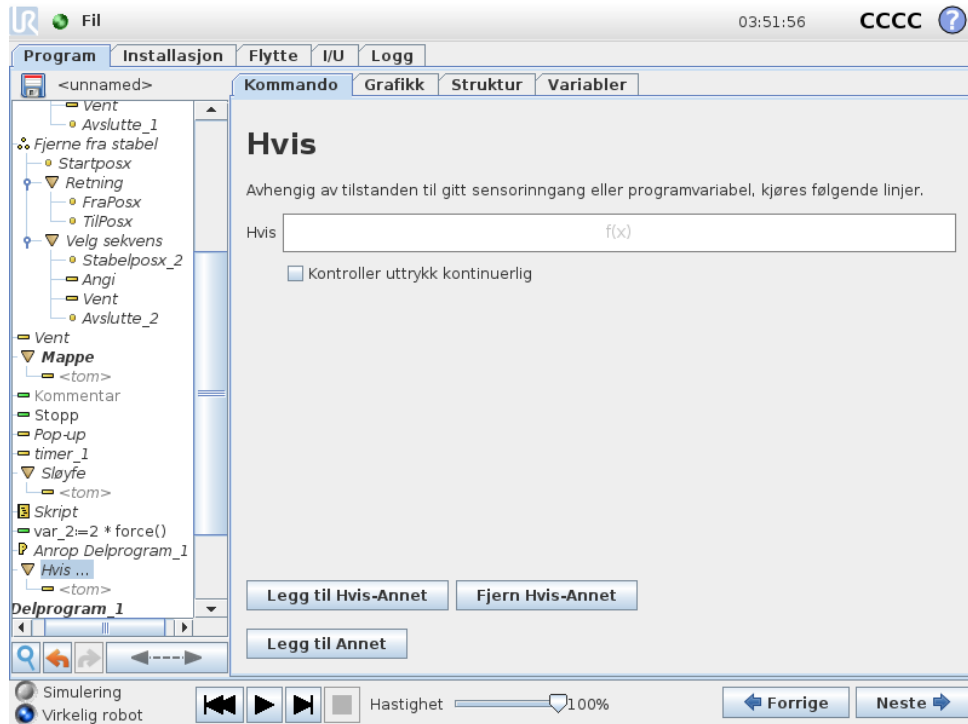 UR Fil 03:51:56 CCCC ?
Program Installasjon Flytte I/U Logg
<unnamed>
Kommando Grafikk Struktur Variabler
Vent
Avslutte_1
Fjerne fra stabel
Startposx
Retning
FraPosx
TilPosx
Velg sekvens
Stabelposx_2
Angi
Vent
Avslutte_2
Vent
Mappe
<tom>
Kommentar
Stopp
Pop-up
timer_1
Sløyfe
<tom>
Skript
var_2:=2 * force()
Anrop Delprogram_1
Hvis ...
<tom>
Delprogram_1
Hvis
Avhengig av tilstanden til gitt sensorinngang eller programvariabel, kjøres følgende linjer.
Hvis f(x)
Kontroller uttrykk kontinuerlig
Legg til Hvis-Annet Fjern Hvis-Annet
Legg til Annet
Simulering
Virkelig robot
Hastighet 100%
Forrige Neste